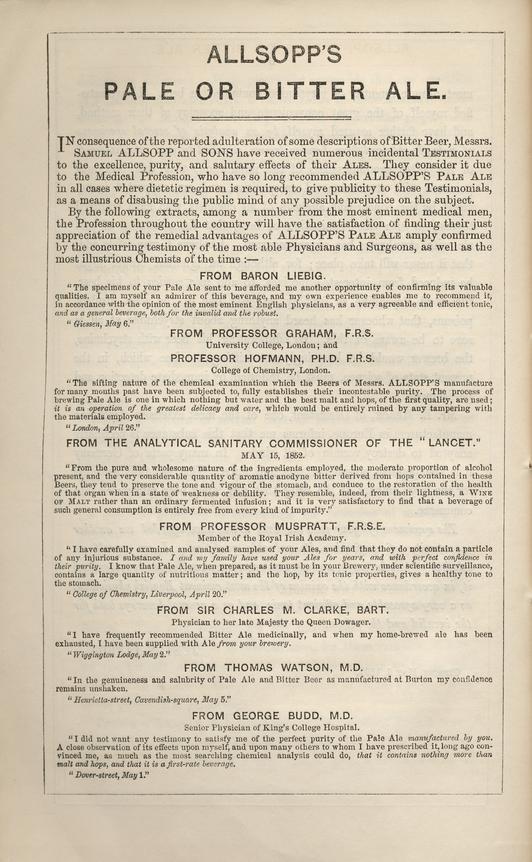 ALLSOPP'S
PALE OR BITTER ALE.
IN consequence of the reported adulteration of some descriptions of Bitter Beer, Messrs.
SAMUEL ALLSOPP and SONS have received numerous incidental TESTIMONIALS
to the excellence, purity, and salutary effects of their ALES. They consider it due
to the Medical Profession, who have so long recommended ALLSOPP'S PALE ALE
in all cases where dietetic regimen is required, to give publicity to these Testimonials,
as a means of disabusing the public mind of any possible prejudice on the subject.
By the following extracts, among a number from the most eminent medical men,
the Profession throughout the country will have the satisfaction of finding their just
appreciation of the remedial advantages of ALLSOPP'S PALE ALE amply confirmed
by the concurring testimony of the most able Physicians and Surgeons, as well as the
most illustrious Chemists of the time :—
FROM BARON LIEBIG.
"The specimens of your Pale Ale sent to me afforded me another opportunity of confirming its valuable
qualities. I am myself an admirer of this beverage, and my own experience enables me to recommend it,
in accordance with the opinion of the most eminent English physicians, as a very agreeable and efficient tonic,
and as a general beverage, both for the invalid and the robust.
"Giessen, May 6."
FROM PROFESSOR GRAHAM, F.R.S.
University College, London; and
PROFESSOR HOFMANN, PH.D. F.R.S.
College of Chemistry, London.
"The sifting nature of the chemical examination which the Beers of Messrs. ALLSOPP'S manufacture
for many months past have been subjected to, fully establishes their incontestable purity. The process of
brewing Pale Ale is one in which nothing but water and the best malt and hops, of the first quality, are used;
it is an operation of the greatest delicacy and care, which would be entirely ruined by any tampering with
the materials employed.
"London, April 26."
FROM THE ANALYTICAL SANITARY COMMISSIONER OF THE "LANCET."
MAY 15, 1852.
"From the pure and wholesome nature of the ingredients employed, the moderate proportion of alcohol
present, and the very considerable quantity of aromatic anodyne bitter derived from hops contained in these
Beers, they tend to preserve the tone and vigour of the stomach, and conduce to the restoration of the health
of that organ when in a state of weakness or debility. They resemble, indeed, from their lightness, a WINE
OF MALT rather than an ordinary fermented infusion; and it is very satisfactory to find that a beverage of
such general consumption is entirely free from every kind of impurity."
FROM PROFESSOR MUSPRATT, F.R.S.E.
Member of the Royal Irish Academy.
"I have carefully examined and analysed samples of your Ales, and find that they do not contain a particle
of any injurious substance. I and my family have used your Ales for years, and with perfect confidence in
their purity. I know that Pale Ale, when prepared, as it must be in your Brewery, under scientific surveillance,
contains a large quantity of nutritious matter; and the hop, by its tonic properties, gives a healthy tone to
the stomach.
"College of Chemistry, Liverpool, April 20."
FROM SIR CHARLES M. CLARKE, BART.
Physician to her late Majesty the Queen Dowager.
"I have frequently recommended Bitter Ale medicinally, and when my home-brewed ale has been
exhausted, I have been supplied with Ale from your brewery.
"Wiggington Lodge, May 2."
FROM THOMAS WATSON, M.D.
"In the genuineness and salubrity of Pale Ale and Bitter Beer as manufactured at Burton my confidence
remains unshaken.
"Henrietta-street, Cavendish-square, May 5."
FROM GEORGE BUDD, M.D.
Senior Physician of King's College Hospital.
"I did not want any testimony to satisfy me of the perfect purity of the Pale Ale manufactured by you.
A close observation of its effects upon myself, and upon many others to whom I have prescribed it, long ago con-
vinced me, as much as the most searching chemical analysis could do, that it contains nothing more than
malt and hops, and that it is a first-rate beverage.
"Dover-street, May 1."